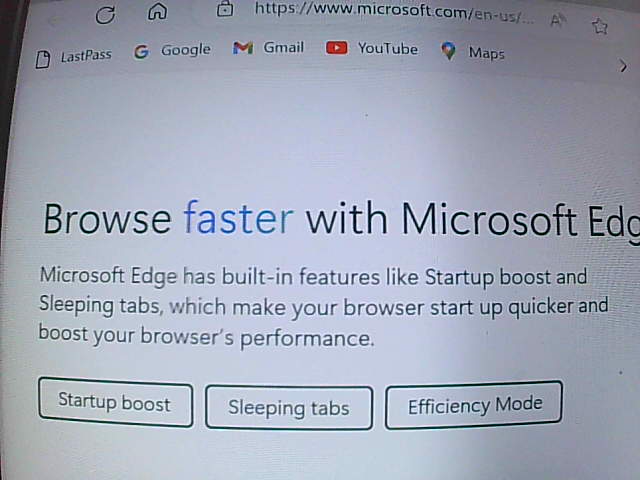 https://www.microsoft.com/en-us/...
LastPass Google Gmail YouTube Maps
Browse faster with Microsoft Edg
Microsoft Edge has built-in features like Startup boost and
Sleeping tabs, which make your browser start up quicker and
boost your browser's performance.
Startup boost Sleeping tabs Efficiency Mode